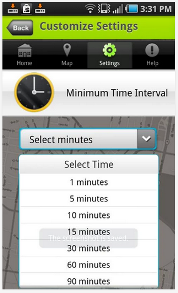 3:31 PM
Back
Customize Settings
Home Map Settings Help
Minimum Time Interval
Select minutes
Select Time
1 minutes
5 minutes
10 minutes
15 minutes
30 minutes
60 minutes
90 minutes